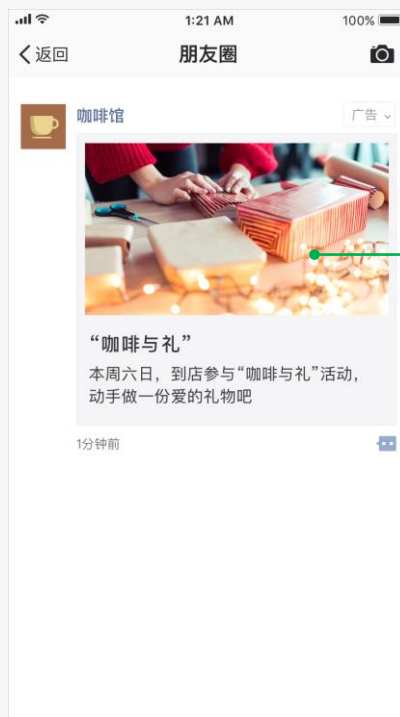 1:21 AM
100%
返回
朋友圈
咖啡馆
广告
“咖啡与礼”
本周六日，到店参与“咖啡与礼”活动，
动手做一份爱的礼物吧
1分钟前